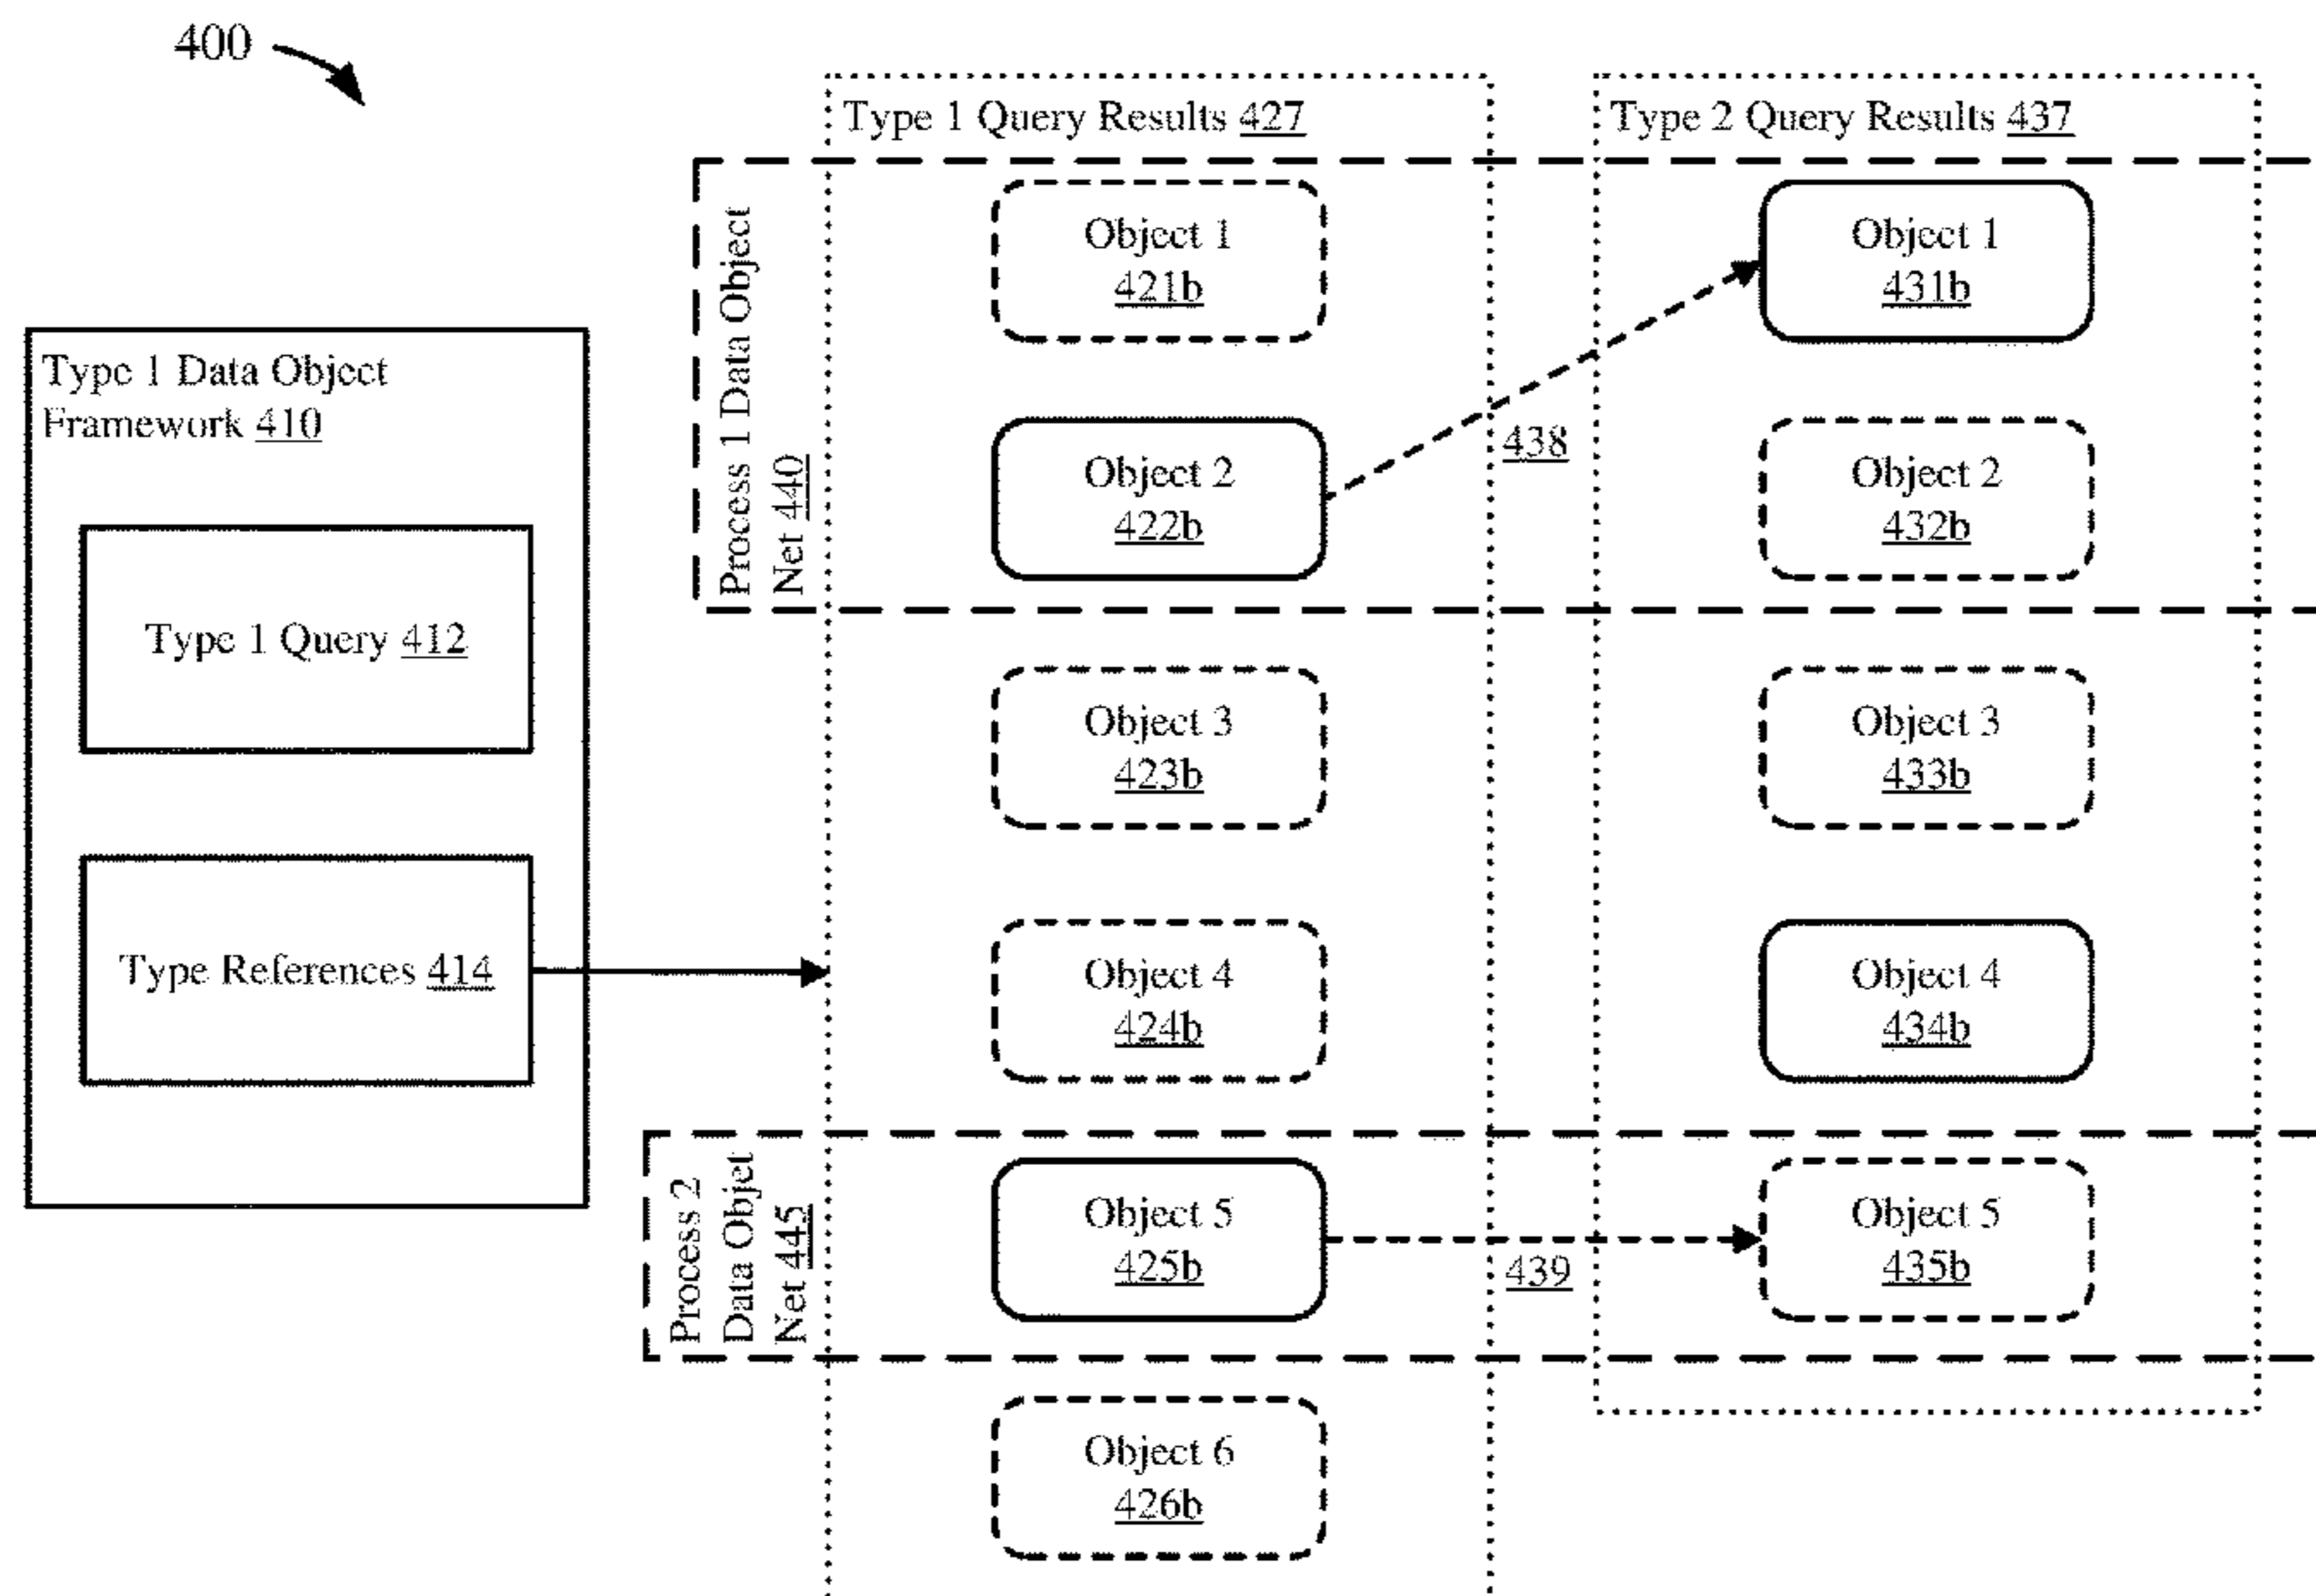 400
Type 1 Data Object
Framework 410
Type 1 Query 412
Type References 414
Type 1 Query Results 427
Type 2 Query Results 437
Process 1 Data Object
Net 440
Object 1
421b
Object 1
431b
Object 2
422b
438
Object 2
432b
Object 3
423b
Object 3
433b
Object 4
424b
Object 4
434b
Process 2
Data Objet
Net 445
Object 5
425b
439
Object 5
435b
Object 6
426b